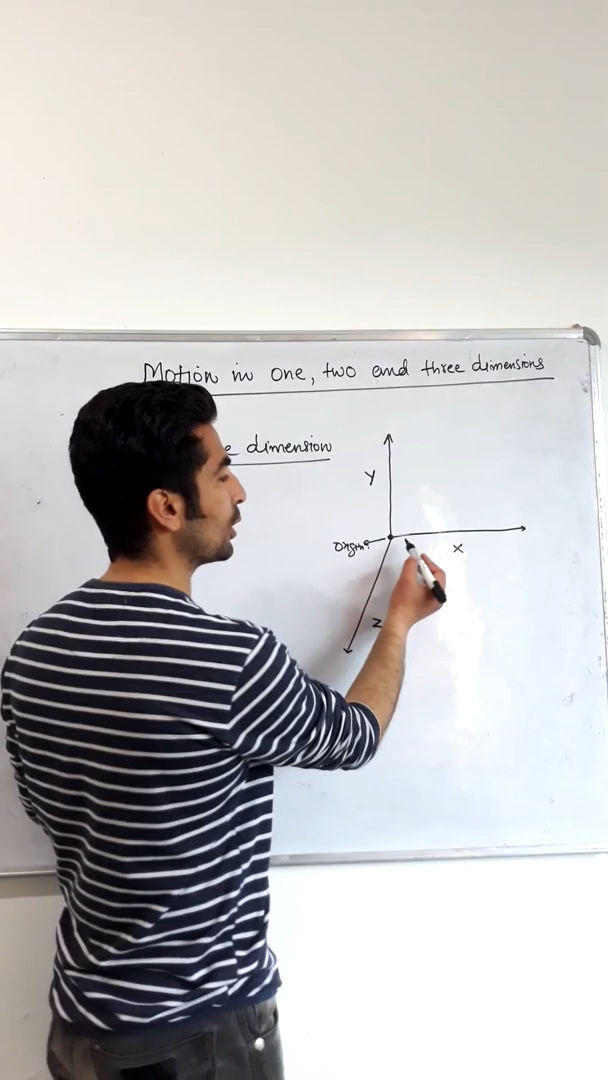 Motion in one, two and three dimensions
dimension
Y
Origin
X
Z